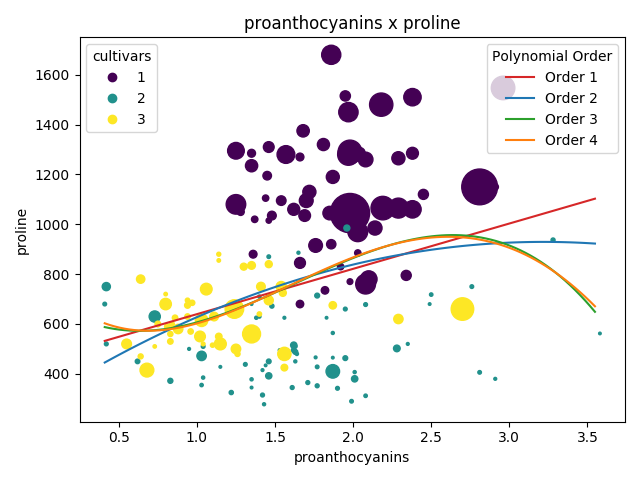 proanthocyanins x proline
cultivars
1
2
3
Polynomial Order
Order 1
Order 2
Order 3
Order 4
1600
1400
1200
1000
800
600
400
proline
0.5 1.0 1.5 2.0 2.5 3.0 3.5
proanthocyanins